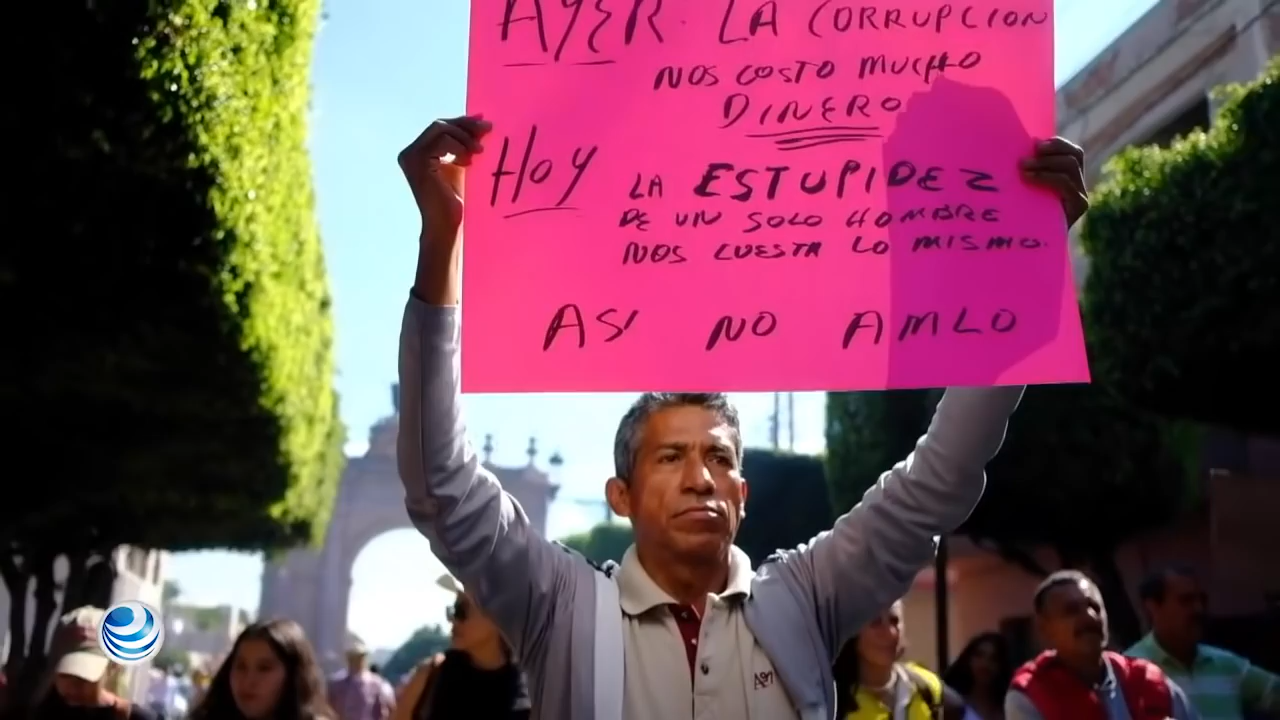 AYER. LA CORRUPCION
NOS COSTO MUCHO
DINERO
HOY LA ESTUPIDEZ
DE UN SOLO HOMBRE
NOS CUESTA LO MISMO.
ASI NO AMLO